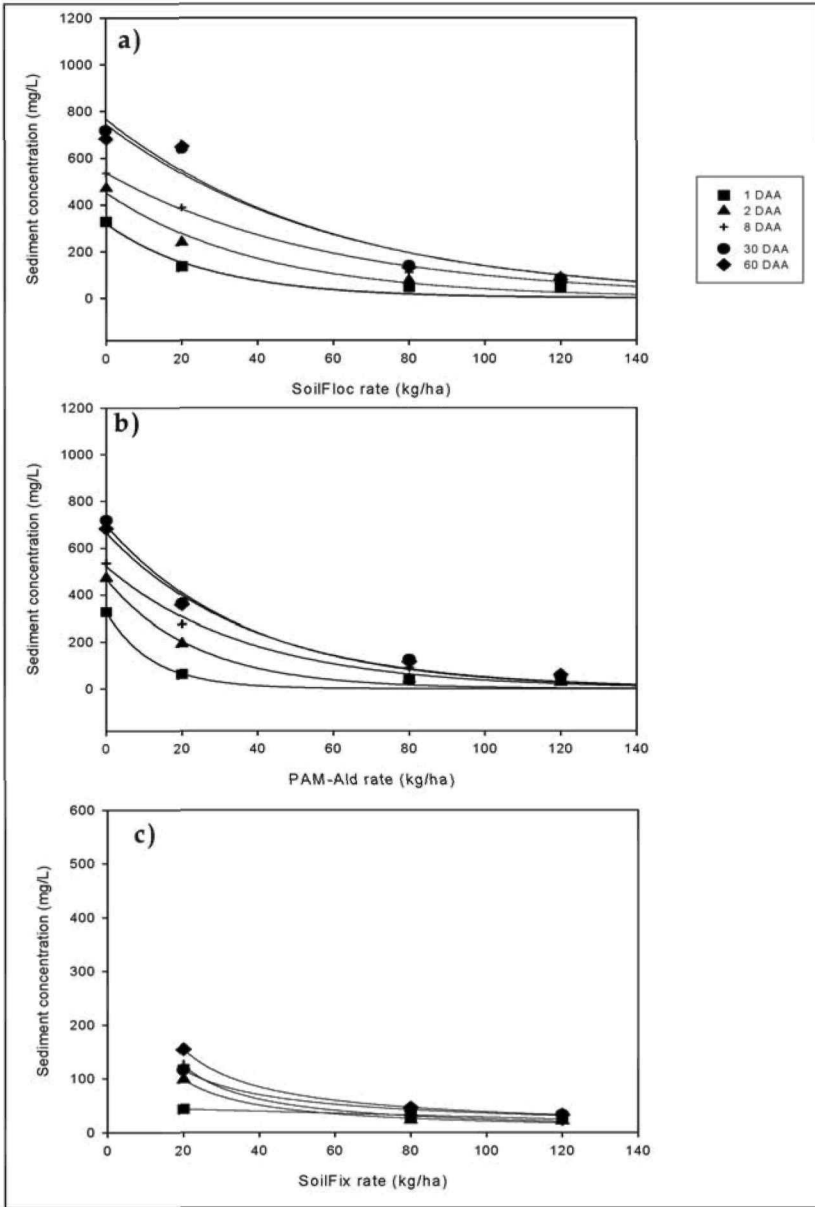 a)
Sediment concentration (mg/L)
1200
1000
800
600
400
200
0
0 20 40 60 80 100 120 140
SoilFloc rate (kg/ha)
1 DAA
2 DAA
8 DAA
30 DAA
60 DAA
b)
Sediment concentration (mg/L)
1200
1000
800
600
400
200
0
0 20 40 60 80 100 120 140
PAM-Ald rate (kg/ha)
c)
Sediment concentration (mg/L)
600
500
400
300
200
100
0
0 20 40 60 80 100 120 140
SoilFix rate (kg/ha)